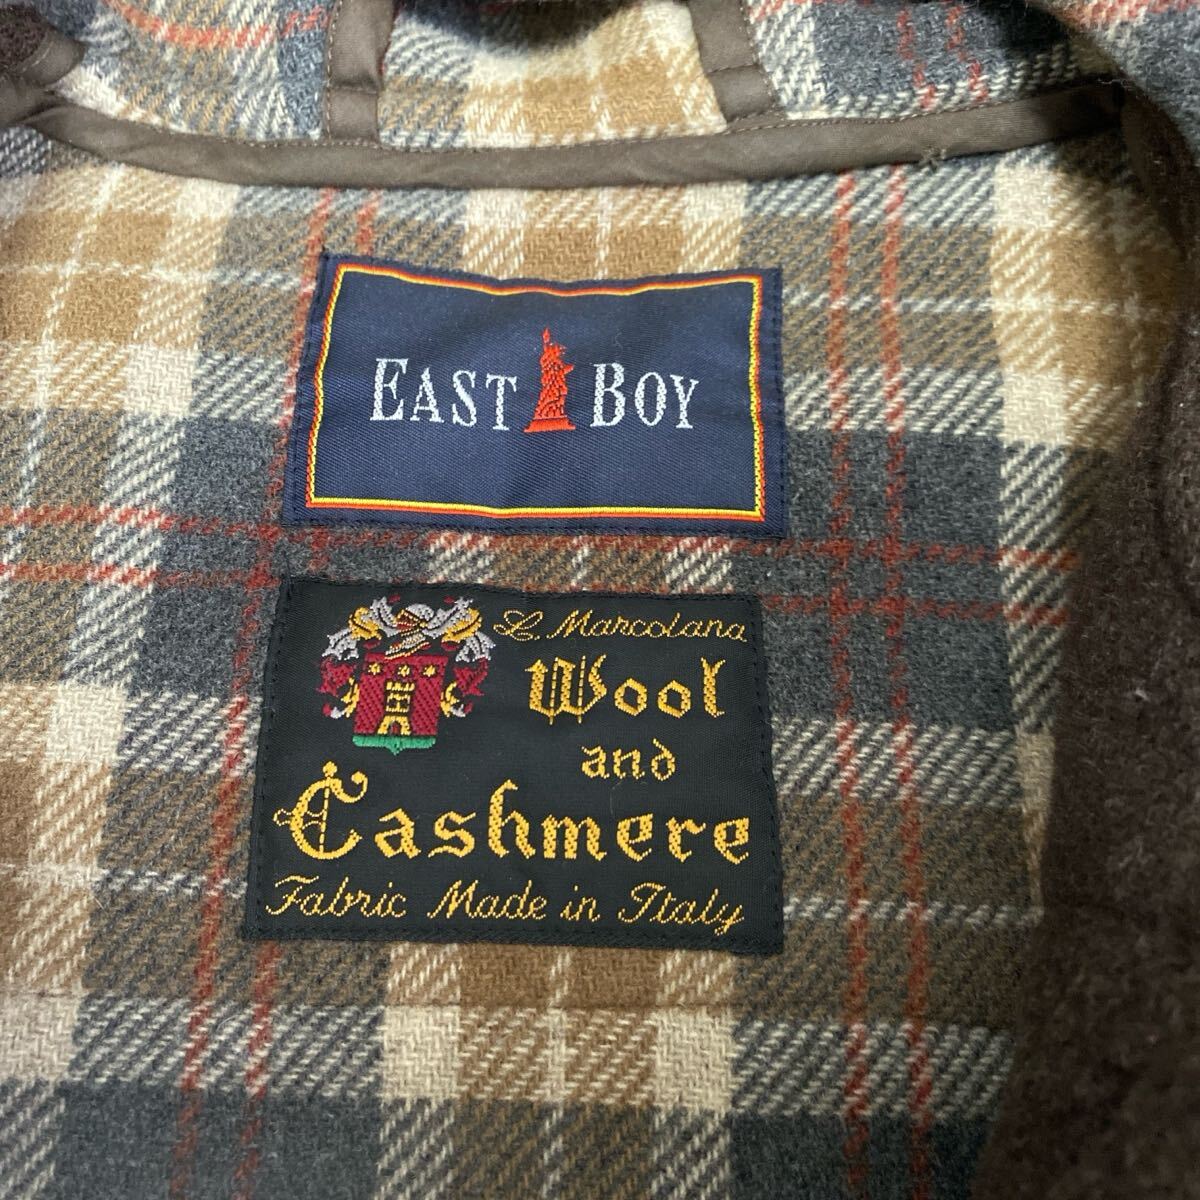 EAST BOY
L Marcolana
Wool
and
Cashmere
Fabric Made in Italy